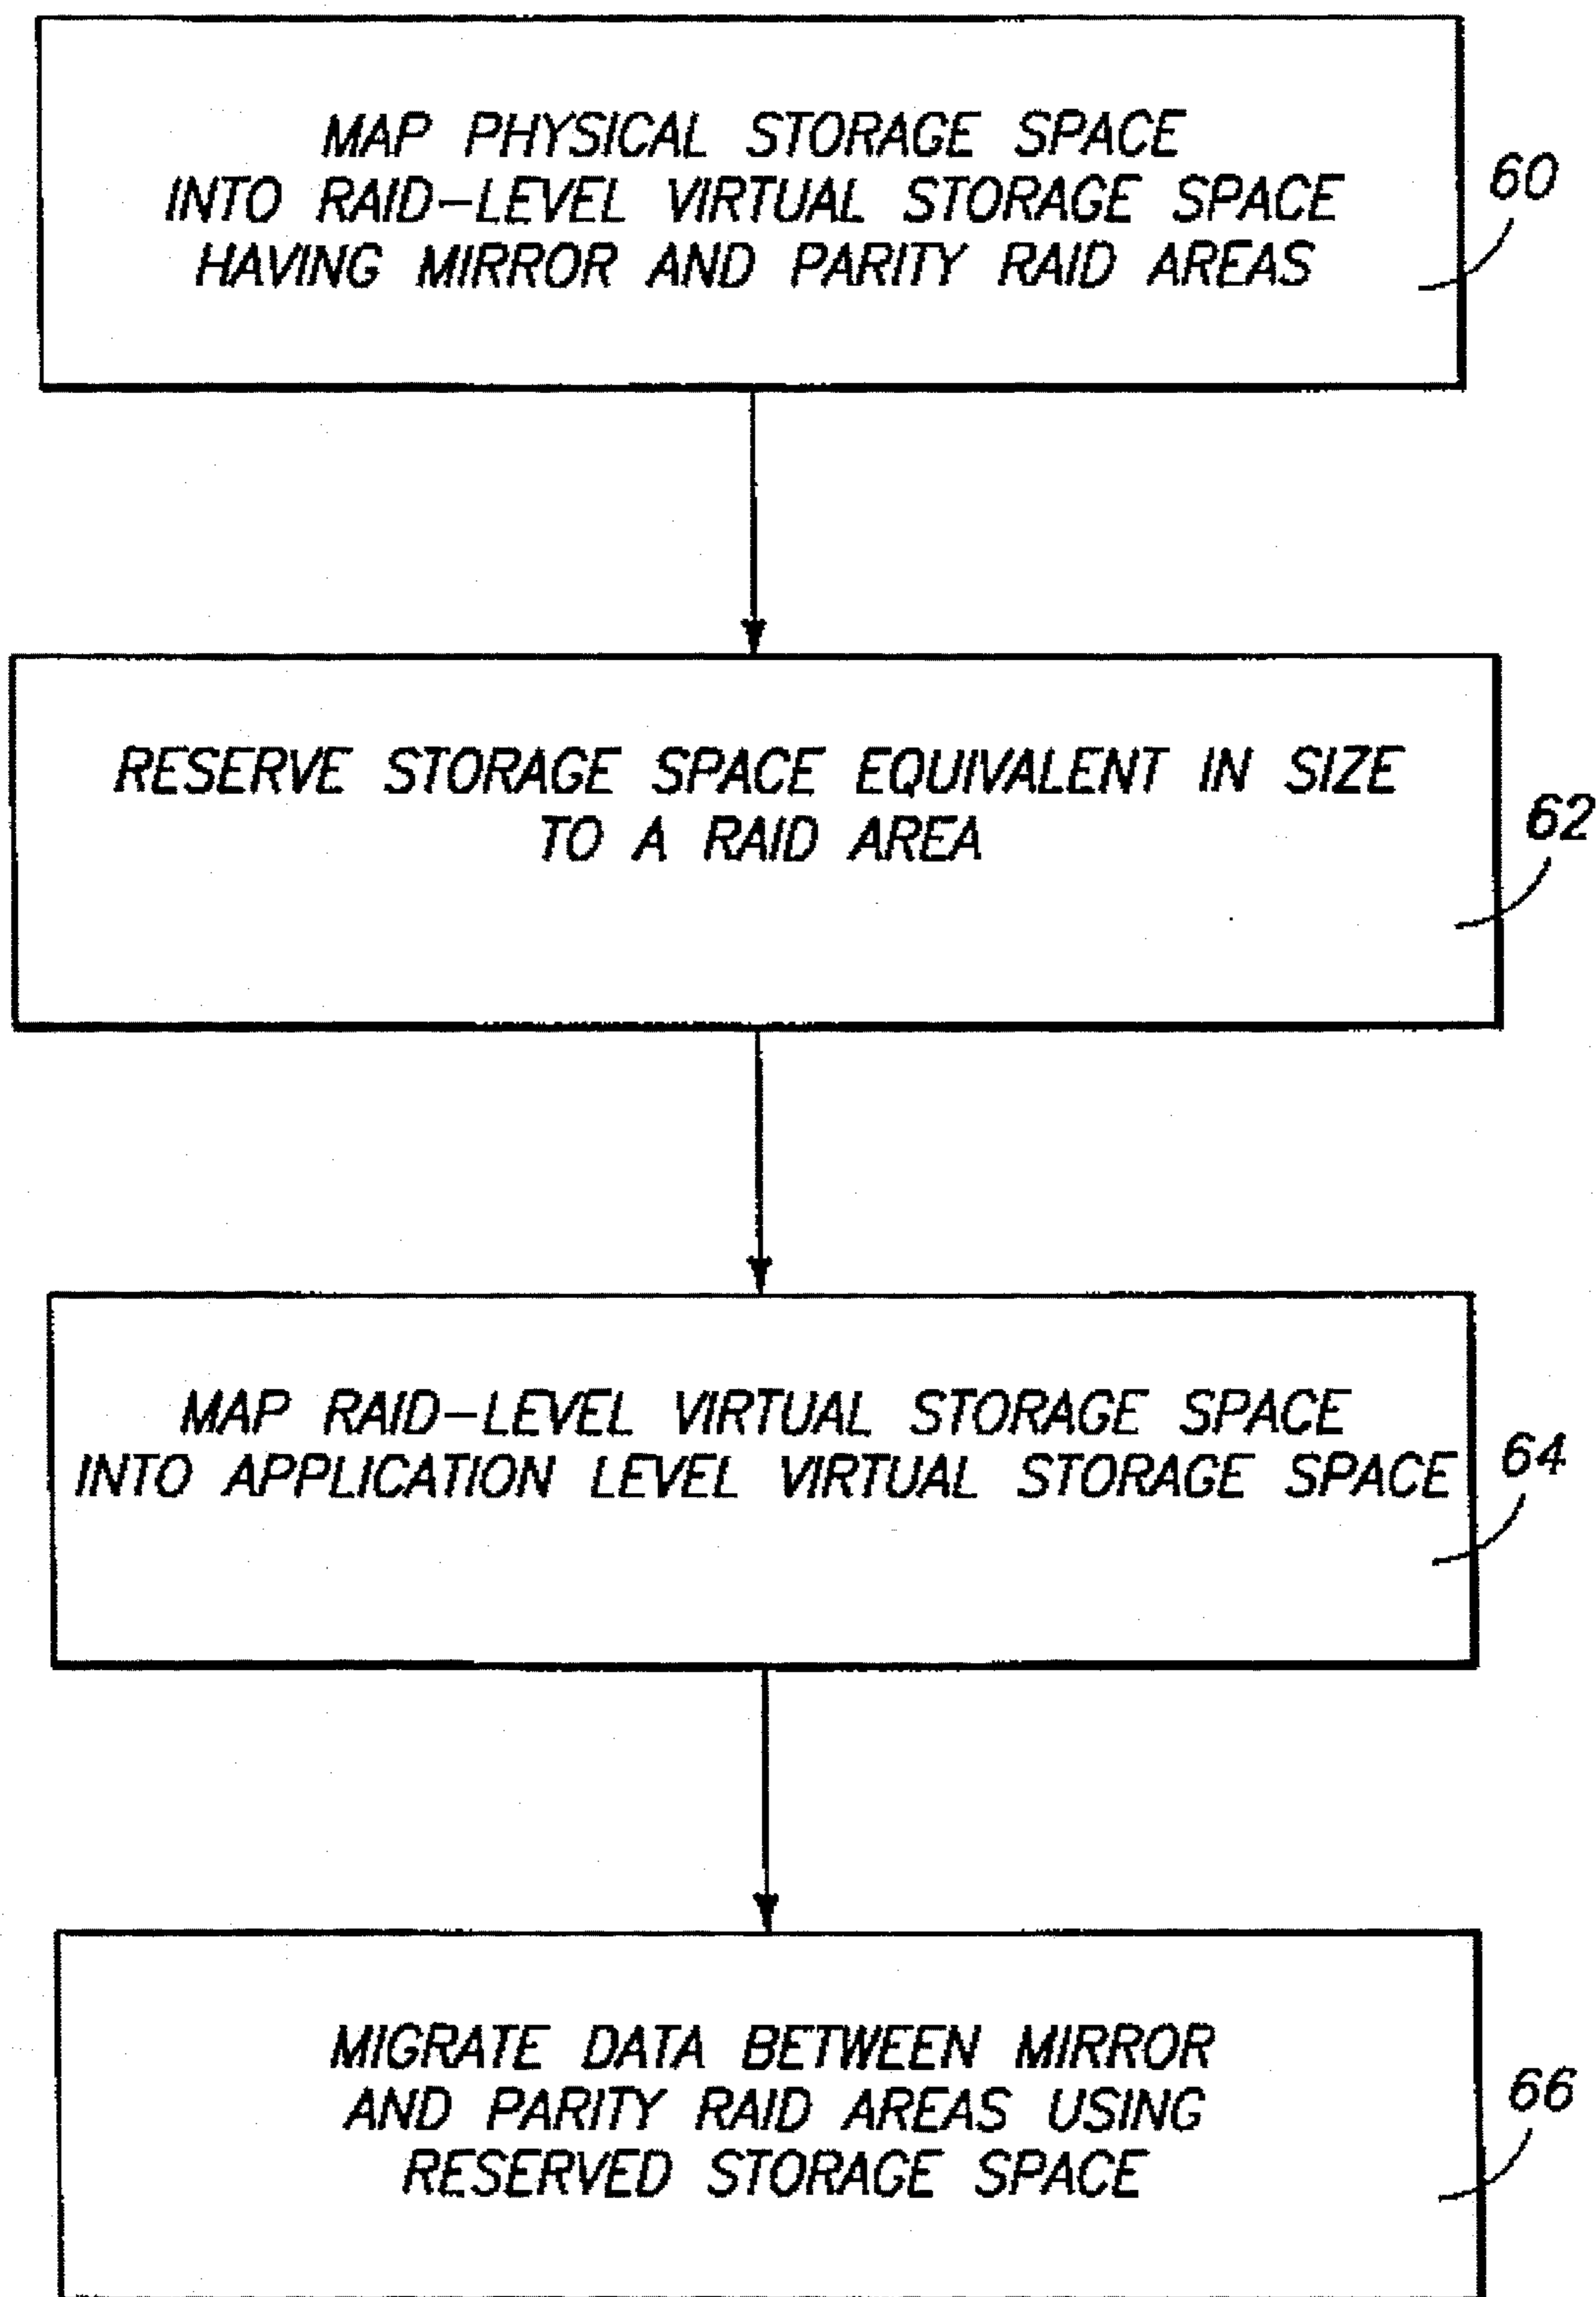 MAP PHYSICAL STORAGE SPACE
INTO RAID-LEVEL VIRTUAL STORAGE SPACE
HAVING MIRROR AND PARITY RAID AREAS
60
RESERVE STORAGE SPACE EQUIVALENT IN SIZE
TO A RAID AREA
62
MAP RAID-LEVEL VIRTUAL STORAGE SPACE
INTO APPLICATION LEVEL VIRTUAL STORAGE SPACE
64
MIGRATE DATA BETWEEN MIRROR
AND PARITY RAID AREAS USING
RESERVED STORAGE SPACE
66